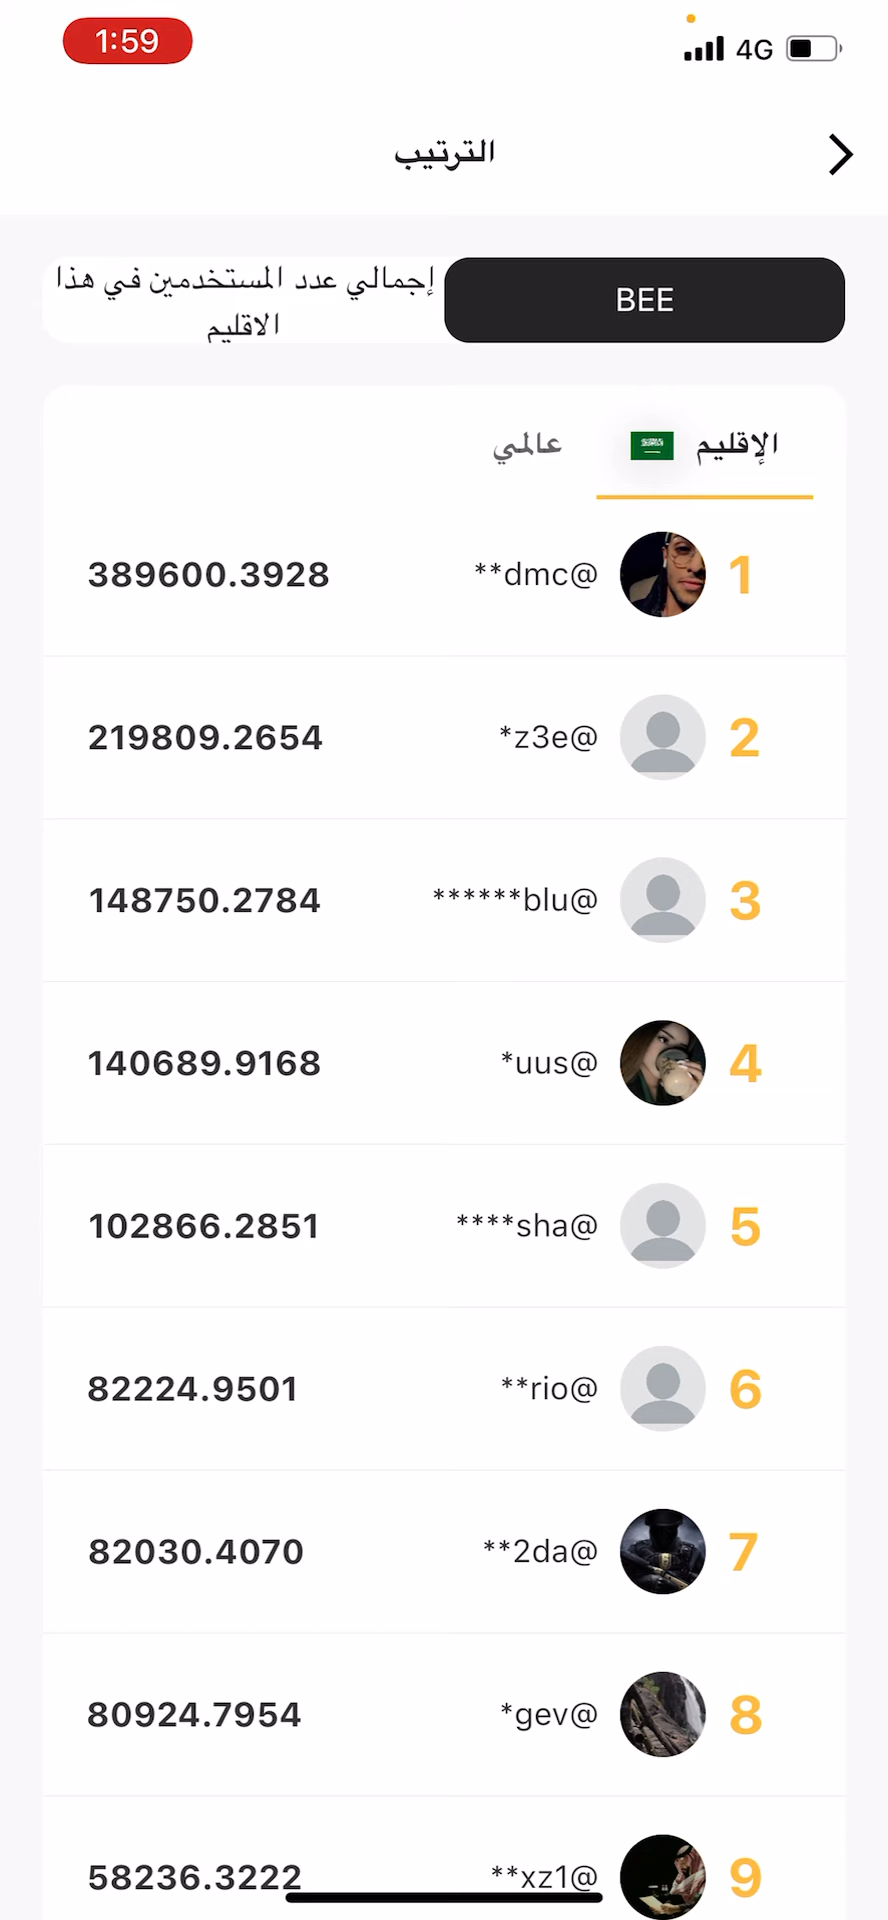 1:59
4G
الترتيب
BEE
إجمالي عدد المستخدمين في هذا
الاقليم
الإقليم
عالمي
1 **dmc@ 389600.3928
2 *z3e@ 219809.2654
3 ******blu@ 148750.2784
4 *uus@ 140689.9168
5 ****sha@ 102866.2851
6 **rio@ 82224.9501
7 **2da@ 82030.4070
8 *gev@ 80924.7954
9 **xz1@ 58236.3222